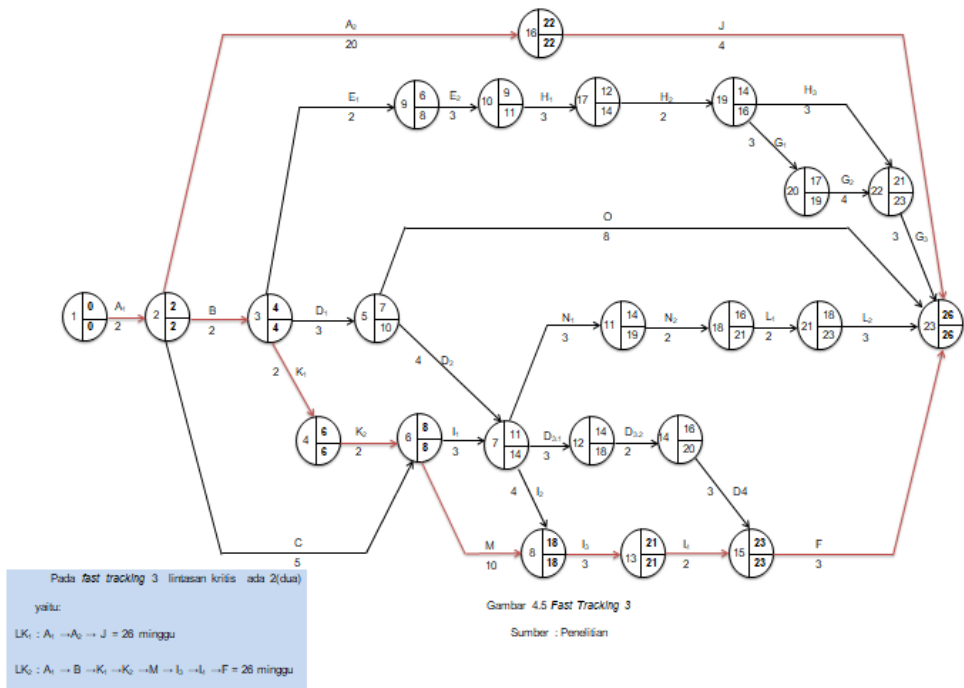 A₂
20
16 22 22
J
4
E₁
2
9 6 8
E₂
3
10 9 11
H₁
3
17 12 14
H₂
2
19 14 16
H₃
3
3 G₁
20 17 19
G₂
4
22 21 23
3 G₃
O
8
1 0 0
A₁
2
2 2 2
B
2
3 4 4
D₁
3
5 7 10
4 D₂
N₁
3
11 14 19
N₂
2
18 16 21
L₁
2
21 18 23
L₂
3
23 26 26
2 K₁
4 6 6
K₂
2
6 8 8
I₁
3
7 11 14
D₃.₁
3
12 14 18
D₃.₂
2
14 16 20
4 I₂
3 D4
C
5
M
10
8 18 18
I₃
3
13 21 21
2
15 23 23
F
3
Pada fast tracking 3 lintasan kritis ada 2(dua)
yaitu:
LK₁ : A₁ → A₂ → J = 26 minggu
LK₂ : A₁ → B → K₁ → K₂ → M → I₃ → → F = 26 minggu
Gambar 4.5 Fast Tracking 3
Sumber : Penelitian